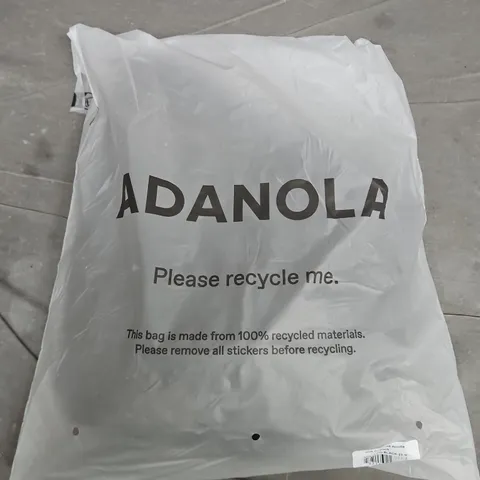 ADANOLA
Please recycle me.
This bag is made from 100% recycled materials.
Please remove all stickers before recycling.